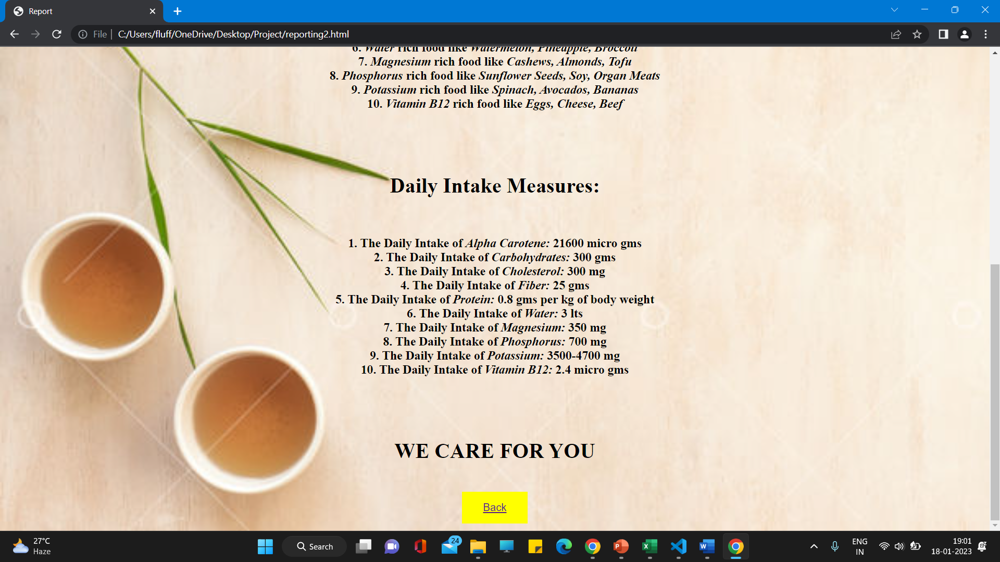 Report
File
C:/Users/fluff/OneDrive/Desktop/Project/reporting2.html
6. Water rich food like Watermelon, Pineapple, Broccoli
7. Magnesium rich food like Cashews, Almonds, Tofu
8. Phosphorus rich food like Sunflower Seeds, Soy, Organ Meats
9. Potassium rich food like Spinach, Avocados, Bananas
10. Vitamin B12 rich food like Eggs, Cheese, Beef
Daily Intake Measures:
1. The Daily Intake of Alpha Carotene: 21600 micro gms
2. The Daily Intake of Carbohydrates: 300 gms
3. The Daily Intake of Cholesterol: 300 mg
4. The Daily Intake of Fiber: 25 gms
5. The Daily Intake of Protein: 0.8 gms per kg of body weight
6. The Daily Intake of Water: 3 lts
7. The Daily Intake of Magnesium: 350 mg
8. The Daily Intake of Phosphorus: 700 mg
9. The Daily Intake of Potassium: 3500-4700 mg
10. The Daily Intake of Vitamin B12: 2.4 micro gms
WE CARE FOR YOU
Back
27°C
Haze
Search
24
ENG
IN
19:01
18-01-2023